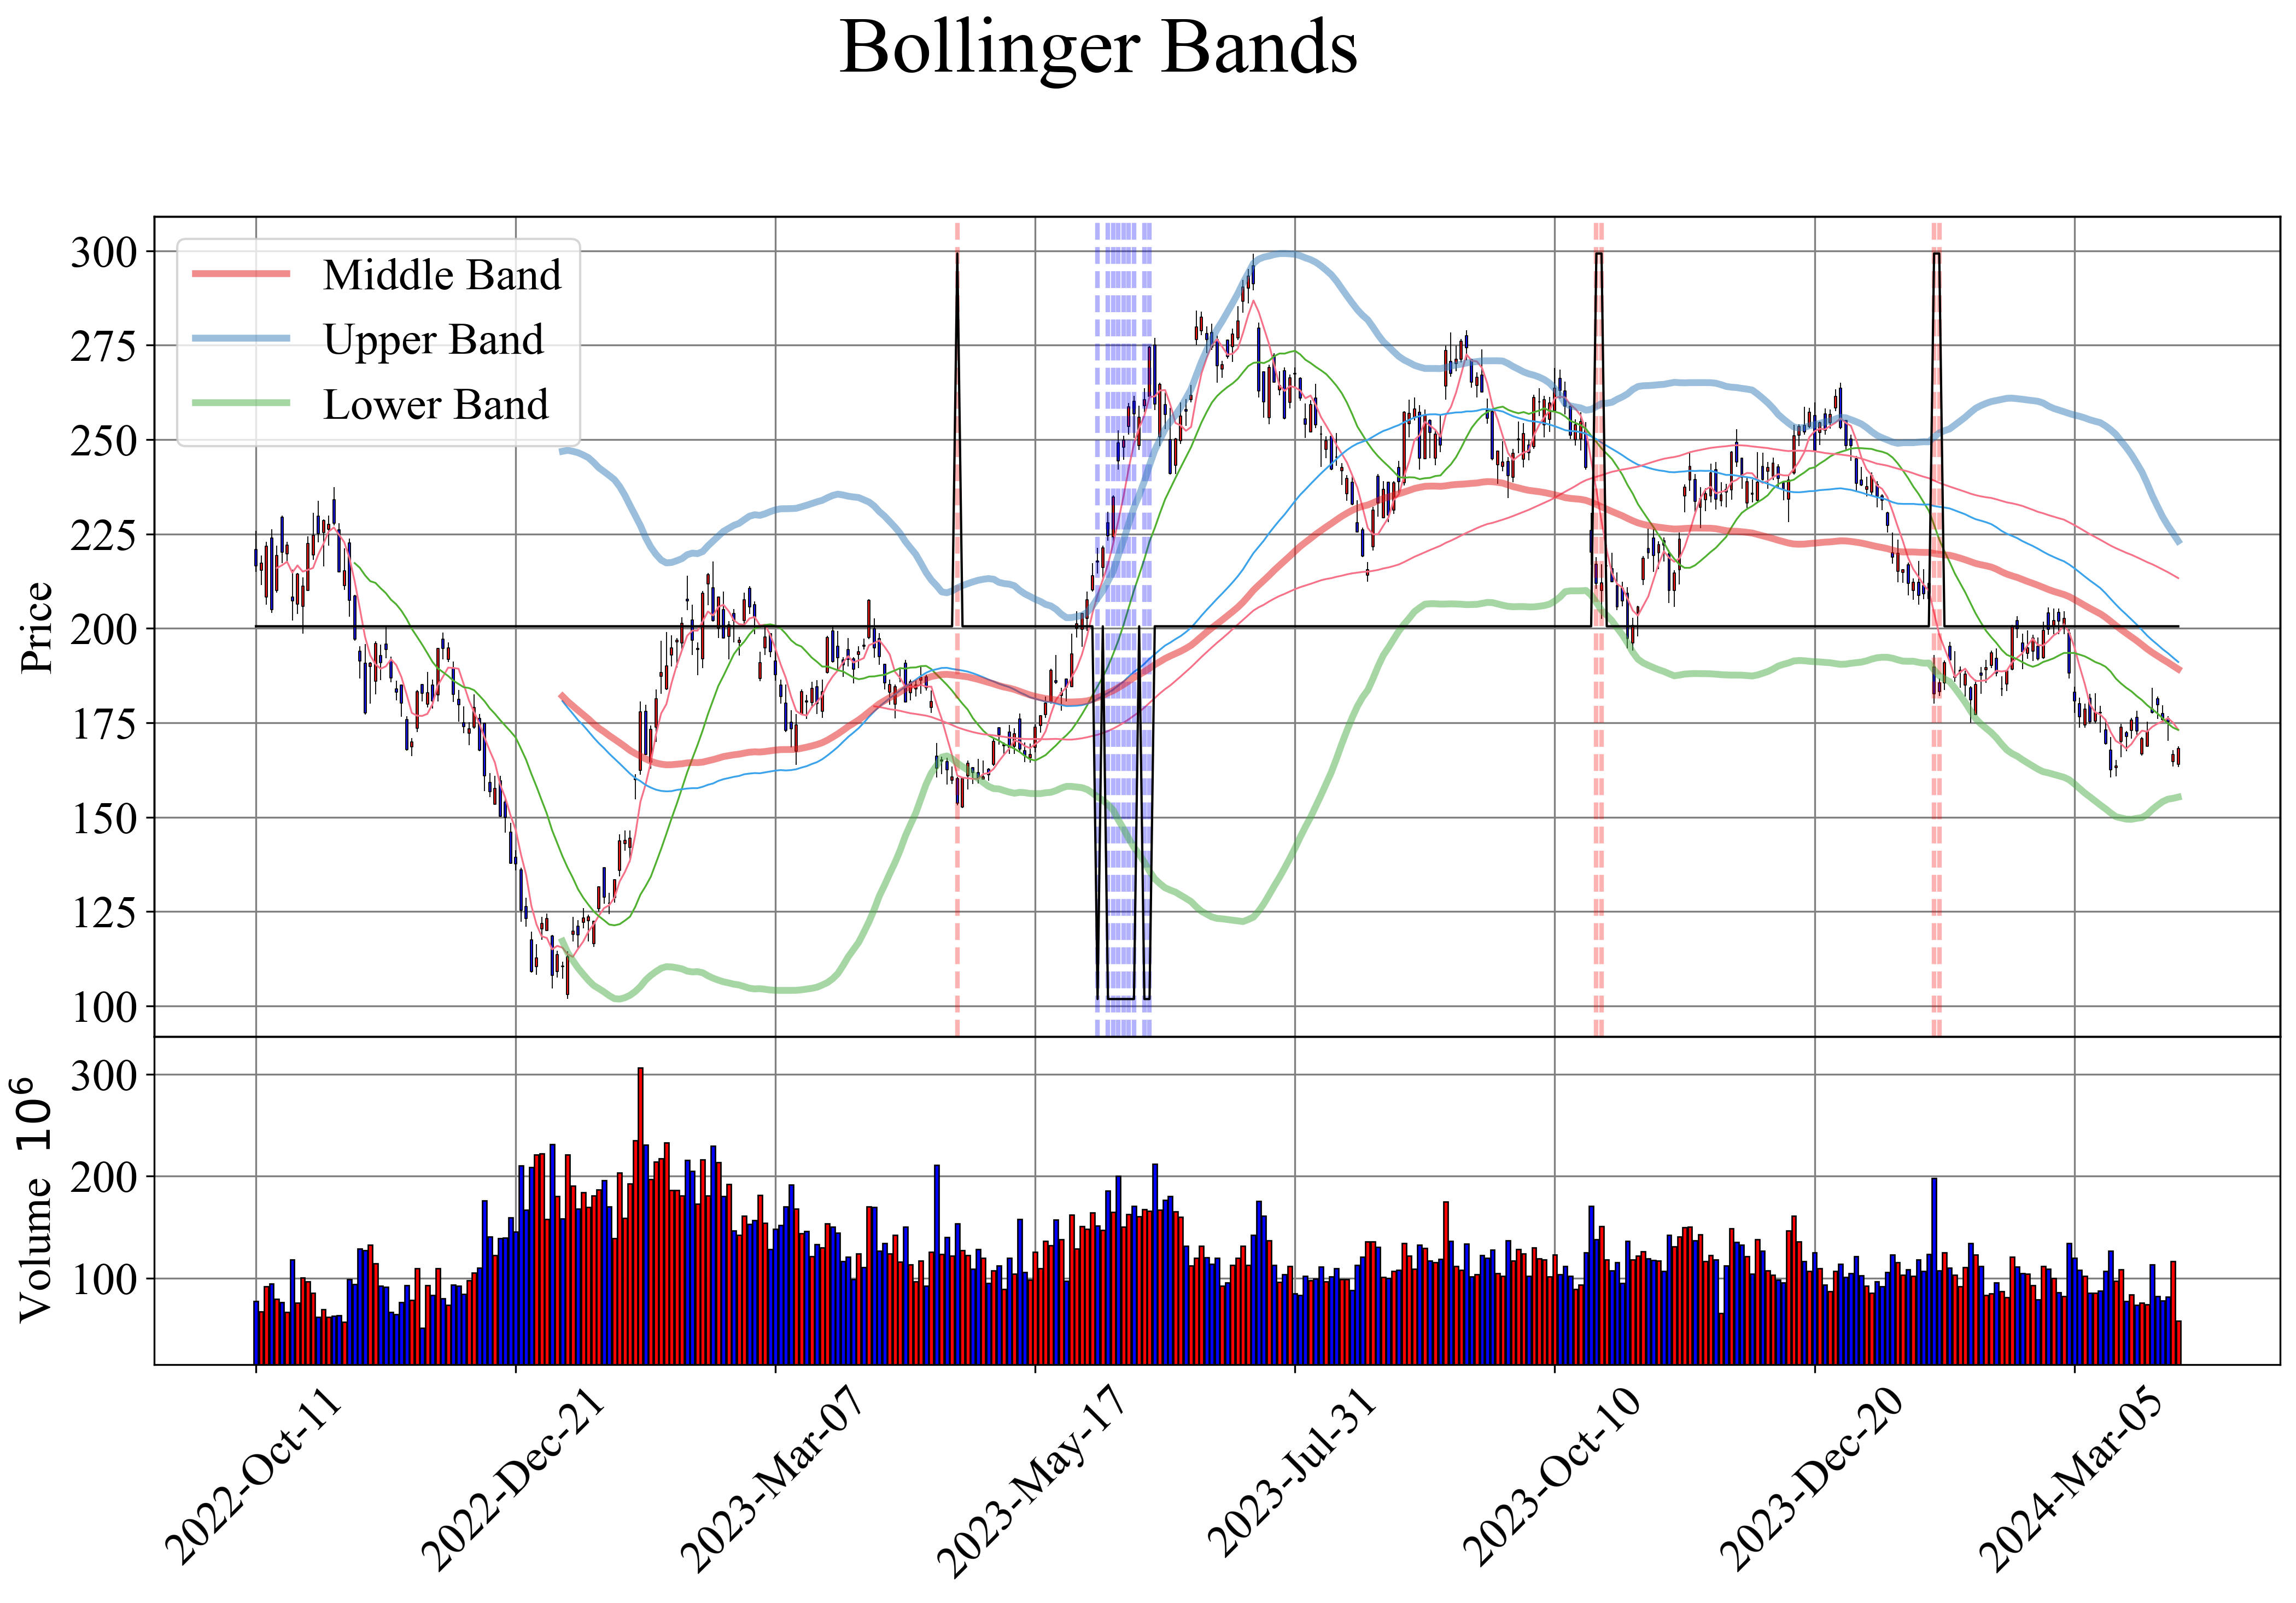 Bollinger Bands
Middle Band
Upper Band
Lower Band
Price
300
275
250
225
200
175
150
125
100
Volume 10⁶
300
200
100
2022-Oct-11
2022-Dec-21
2023-Mar-07
2023-May-17
2023-Jul-31
2023-Oct-10
2023-Dec-20
2024-Mar-05